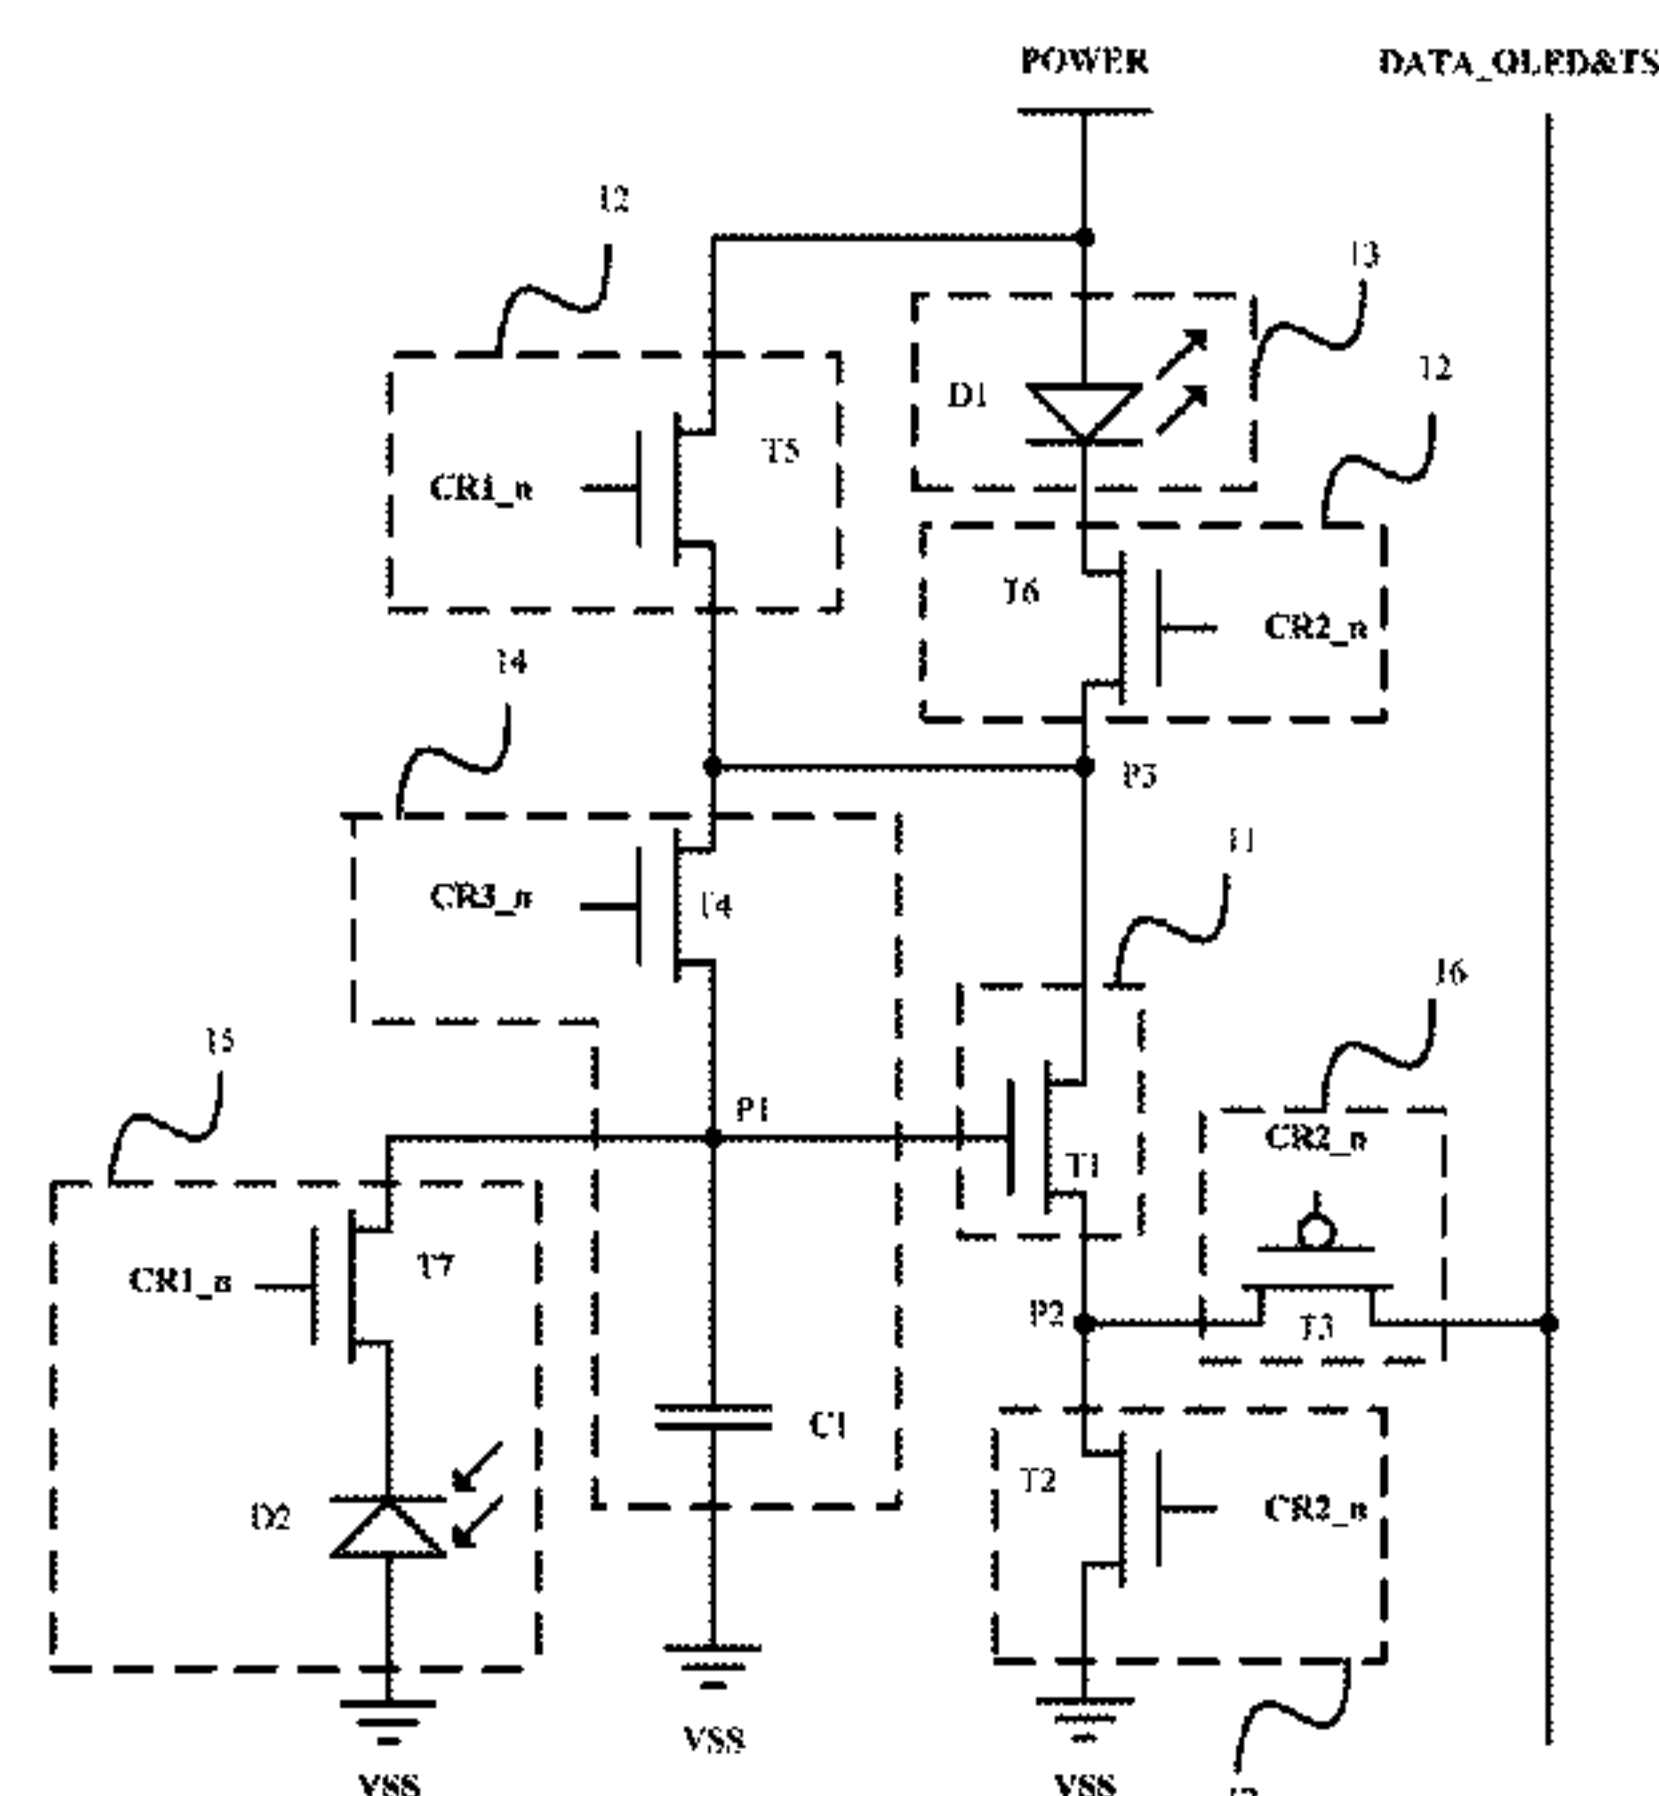 POWER
DATA_OLED&TS
12
13
D1
12
T5
CR1_n
T6
CR2_n
14
P3
11
CR3_n
T4
16
15
P1
CR2_n
T1
T7
CR1_n
P2
T3
C1
T2
D2
CR2_n
VSS
VSS
VSS